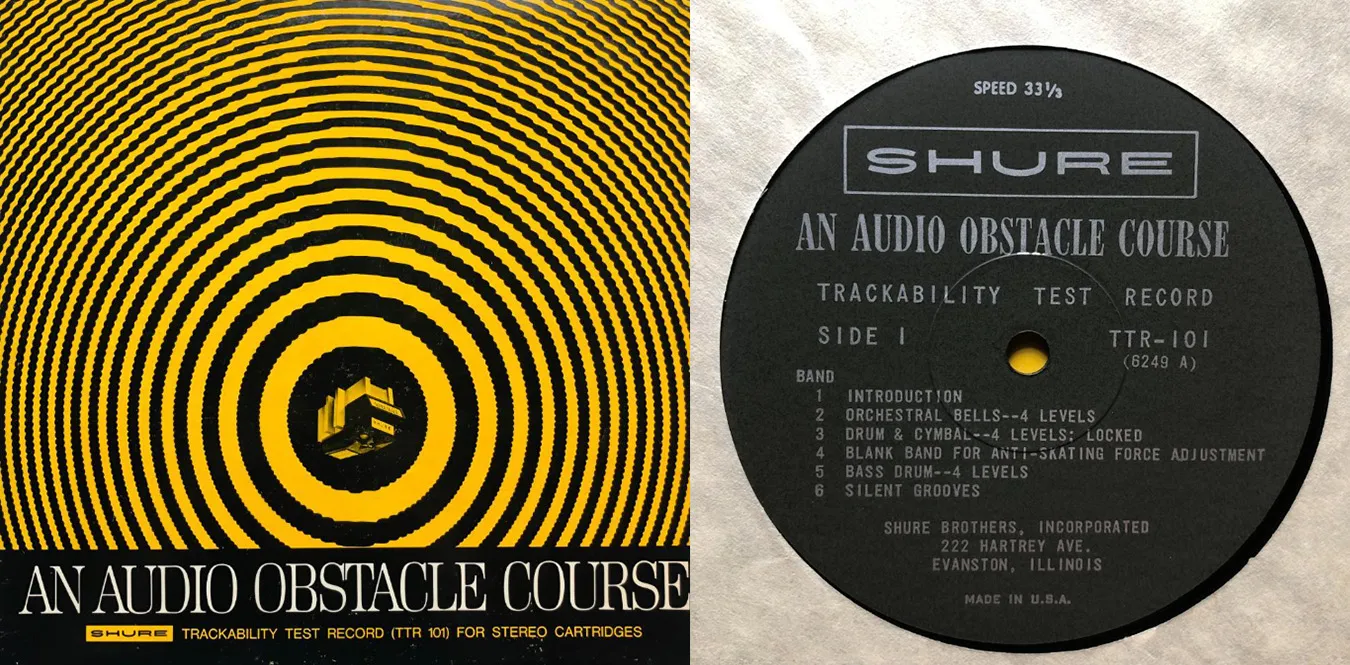 AN AUDIO OBSTACLE COURSE
SHURE TRACKABILITY TEST RECORD (TTR 101) FOR STEREO CARTRIDGES
SPEED 33⅓
SHURE
AN AUDIO OBSTACLE COURSE
TRACKABILITY TEST RECORD
SIDE 1 TTR-101
(6249 A)
BAND
1 INTRODUCTION
2 ORCHESTRAL BELLS--4 LEVELS
3 DRUM & CYMBAL--4 LEVELS; LOCKED
4 BLANK BAND FOR ANTI-SKATING FORCE ADJUSTMENT
5 BASS DRUM--4 LEVELS
6 SILENT GROOVES
SHURE BROTHERS, INCORPORATED
222 HARTREY AVE.
EVANSTON, ILLINOIS
MADE IN U.S.A.